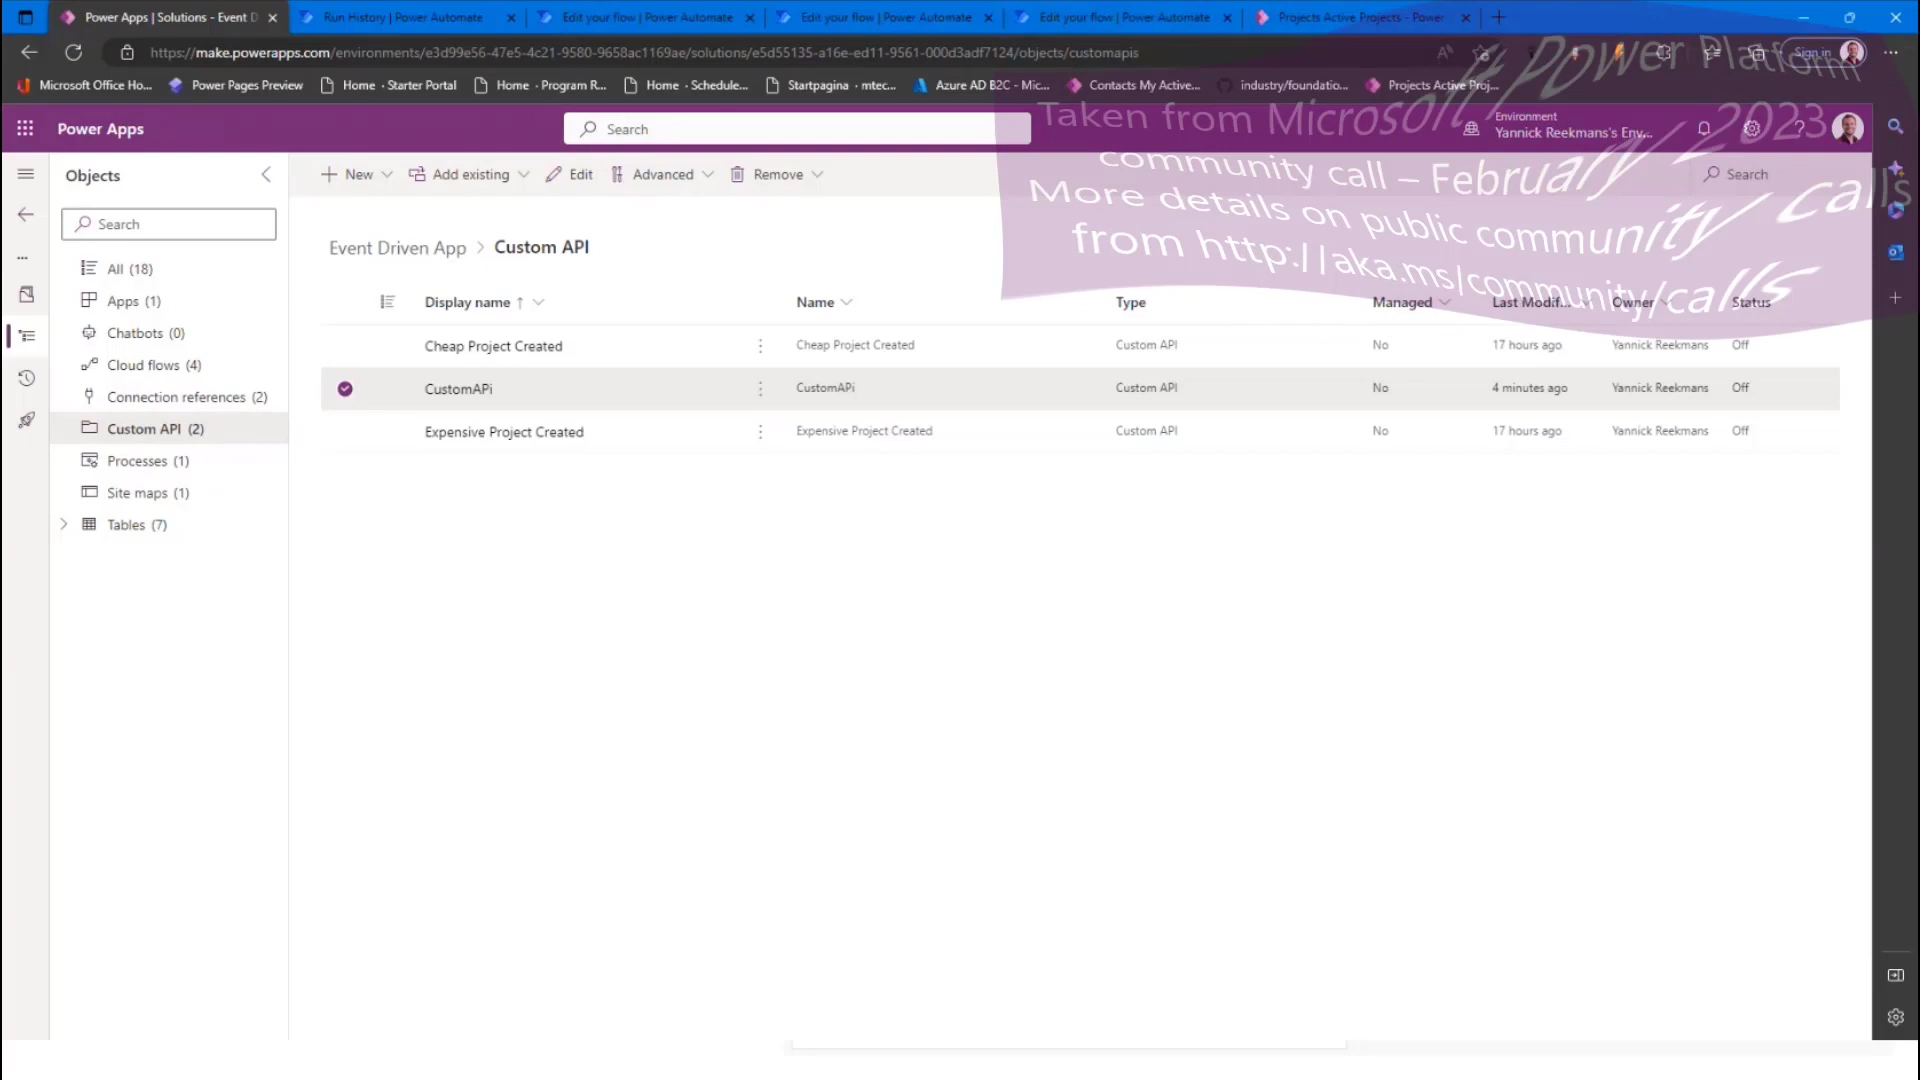 Power Apps | Solutions - Event D
Run History | Power Automate
Edit your flow | Power Automate
Edit your flow | Power Automate
Edit your flow | Power Automate
Projects Active Projects - Power
https://make.powerapps.com/environments/e3d99e56-47e5-4c21-9580-9658ac1169ae/solutions/e5d55135-a16e-ed11-9561-000d3adf7124/objects/customapis
Sign in
Microsoft Office Ho...
Power Pages Preview
Home · Starter Portal
Home · Program R...
Home · Schedule...
Startpagina · mtec...
Azure AD B2C - Mic...
Contacts My Active...
industry/foundatio...
Projects Active Proj...
Taken from Microsoft Power Platform
community call – February 2023
More details on public community calls
from http://aka.ms/community/calls
Power Apps
Search
Environment
Yannick Reekmans's Env...
Objects
Search
All (18)
Apps (1)
Chatbots (0)
Cloud flows (4)
Connection references (2)
Custom API (2)
Processes (1)
Site maps (1)
Tables (7)
New
Add existing
Edit
Advanced
Remove
Search
Event Driven App > Custom API
Display name ↑ Name Type Managed Last Modif... Owner Status
Cheap Project Created Cheap Project Created Custom API No 17 hours ago Yannick Reekmans Off
CustomAPi CustomAPi Custom API No 4 minutes ago Yannick Reekmans Off
Expensive Project Created Expensive Project Created Custom API No 17 hours ago Yannick Reekmans Off